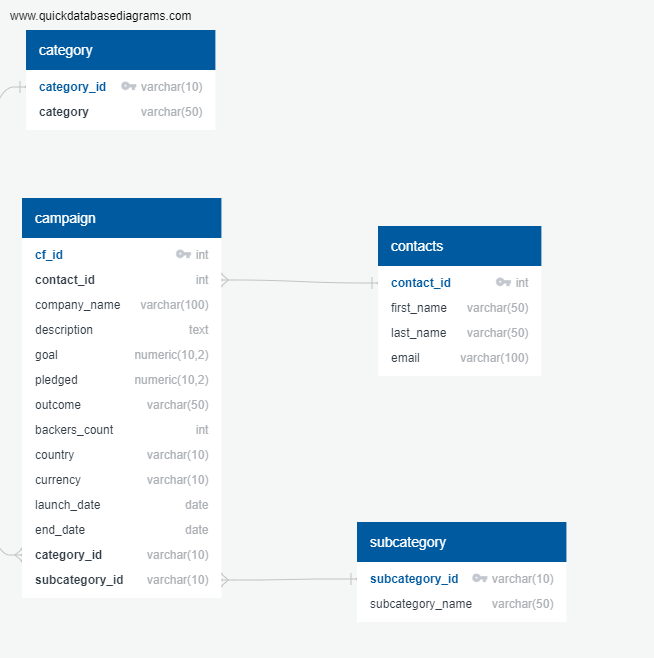 www.quickdatabasediagrams.com
category
category_id varchar(10)
category varchar(50)
campaign
cf_id int
contact_id int
company_name varchar(100)
description text
goal numeric(10,2)
pledged numeric(10,2)
outcome varchar(50)
backers_count int
country varchar(10)
currency varchar(10)
launch_date date
end_date date
category_id varchar(10)
subcategory_id varchar(10)
contacts
contact_id int
first_name varchar(50)
last_name varchar(50)
email varchar(100)
subcategory
subcategory_id varchar(10)
subcategory_name varchar(50)